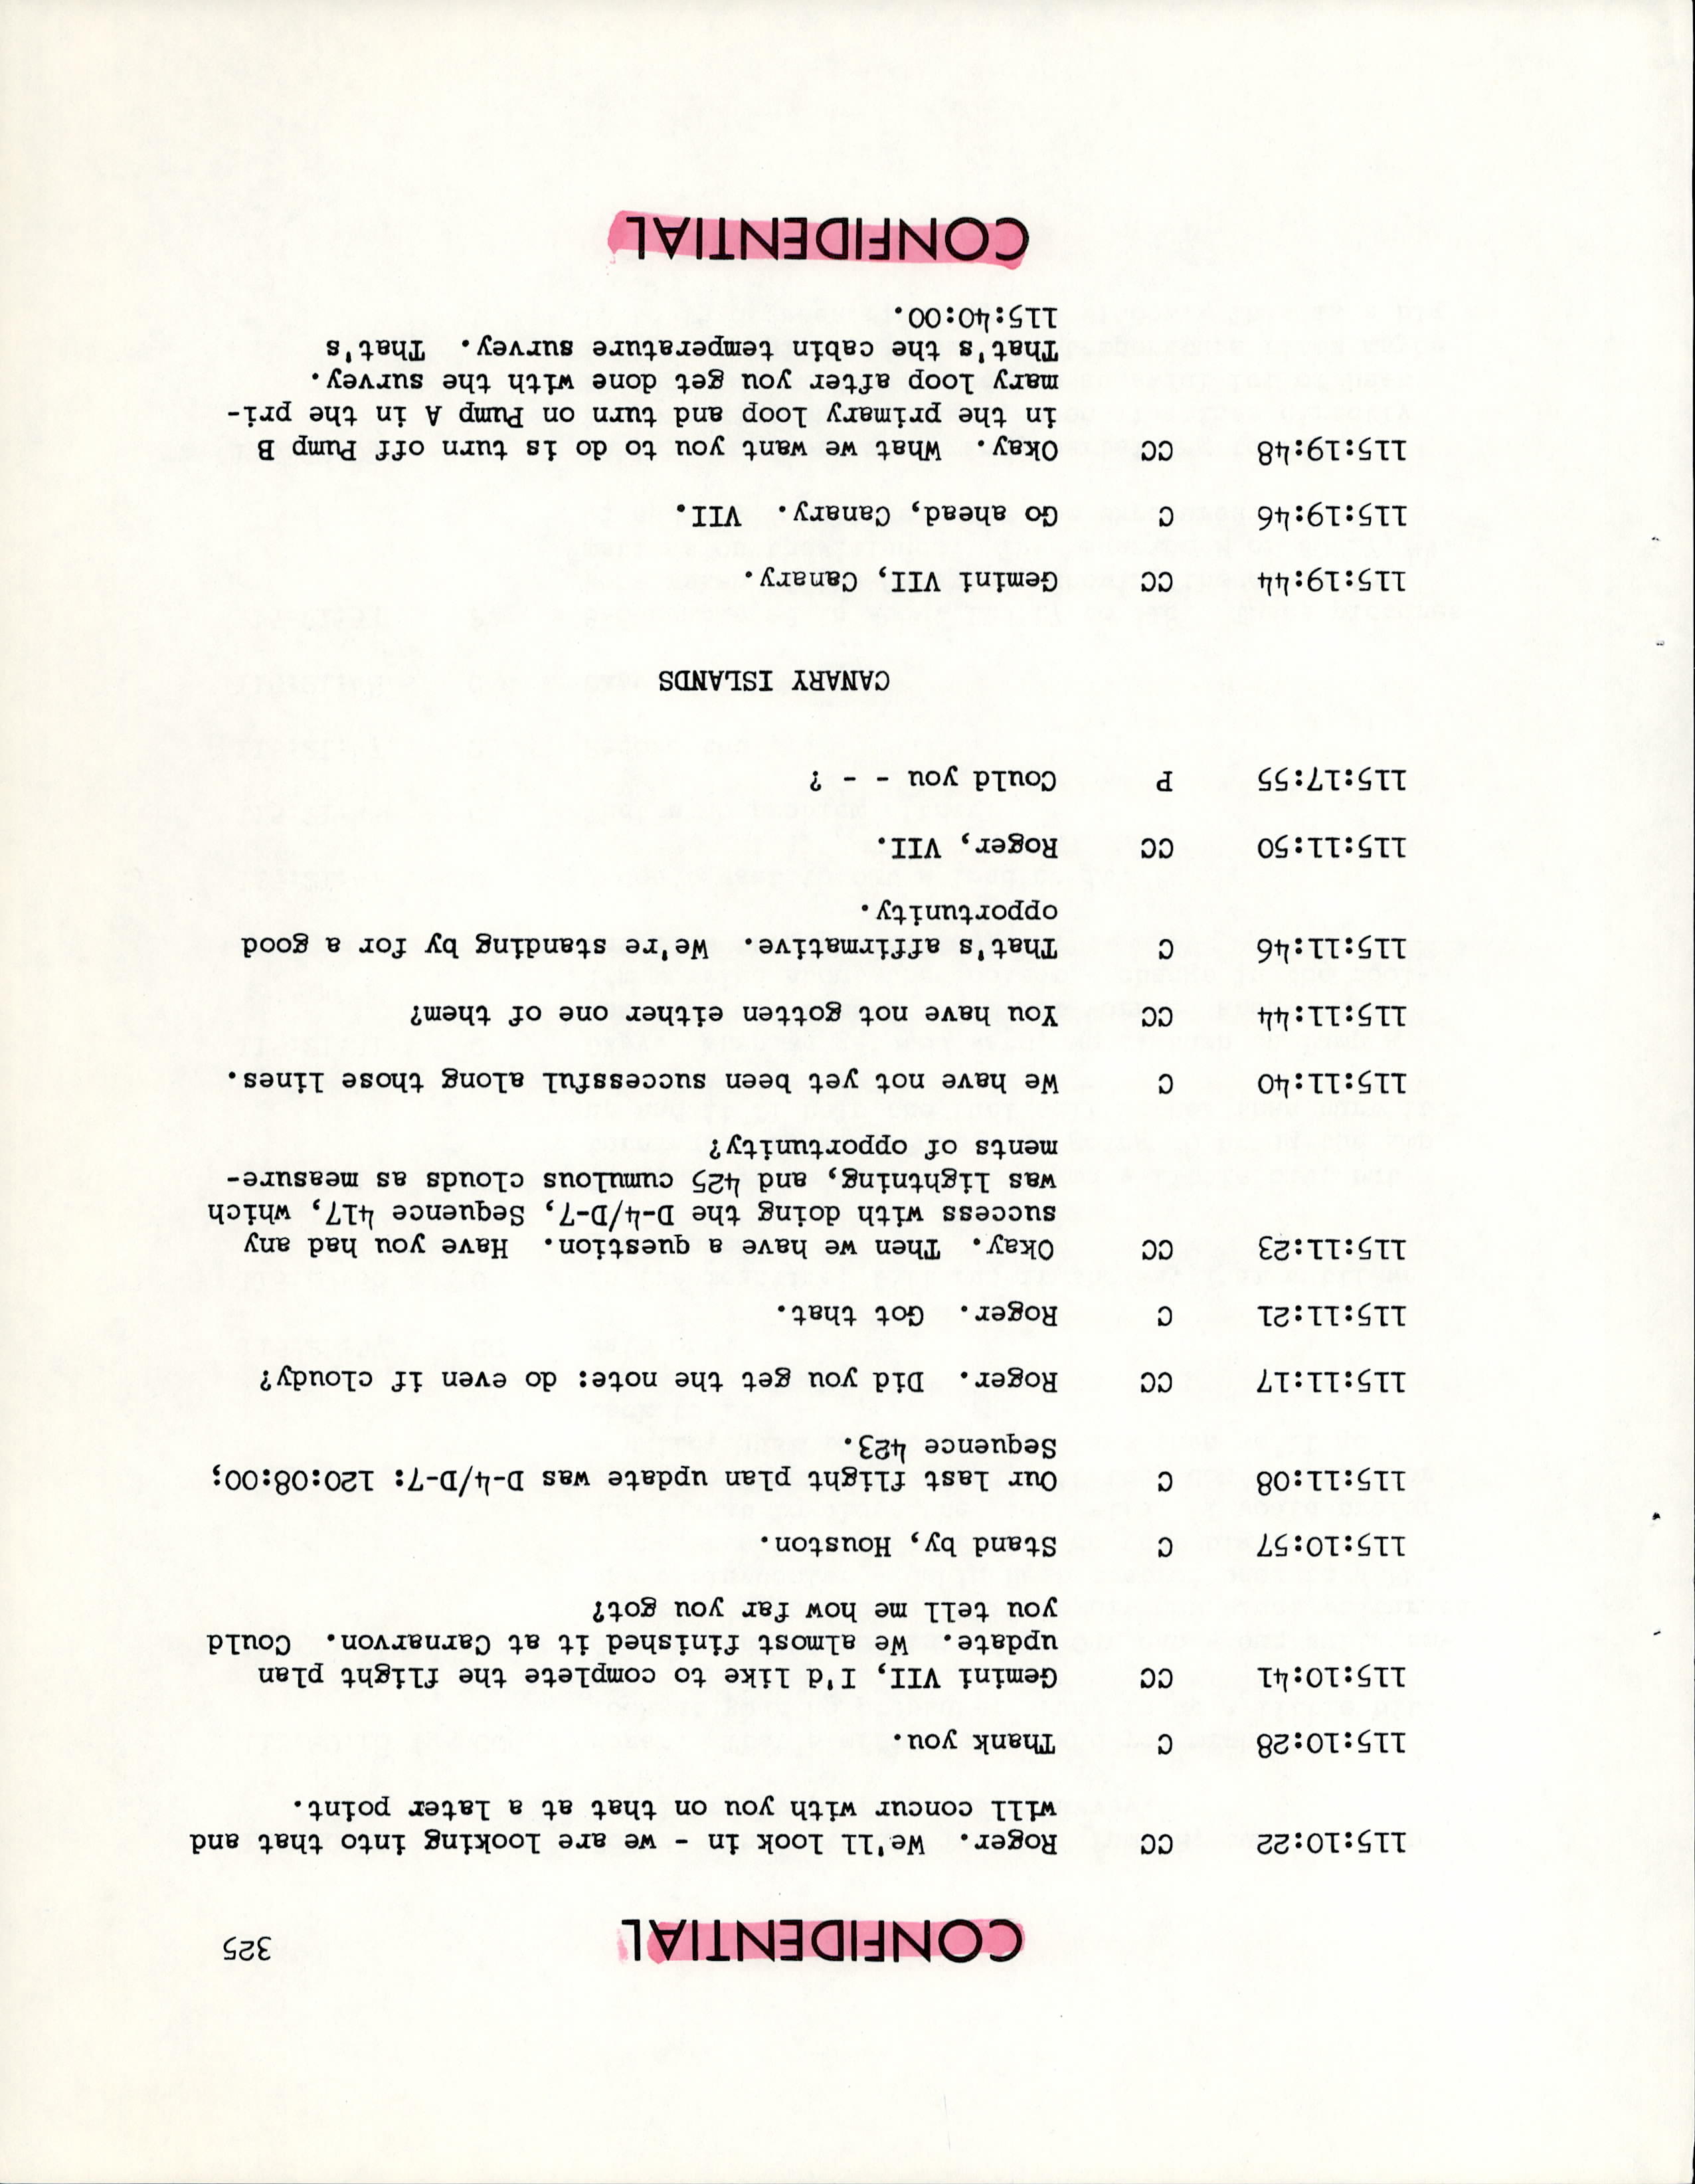 CONFIDENTIAL
325
115:10:22 CC Roger. We'll look in - we are looking into that and
will concur with you on that at a later point.
115:10:28 C Thank you.
115:10:41 CC Gemini VII, I'd like to complete the flight plan
update. We almost finished it at Carnarvon. Could
you tell me how far you got?
115:10:57 C Stand by, Houston.
115:11:08 C Our last flight plan update was D-4/D-7: 120:08:00;
Sequence 423.
115:11:17 CC Roger. Did you get the note: do even if cloudy?
115:11:21 C Roger. Got that.
115:11:23 CC Okay. Then we have a question. Have you had any
success with doing the D-4/D-7, Sequence 417, which
was lightning, and 425 cumulous clouds as measure-
ments of opportunity?
115:11:40 C We have not yet been successful along those lines.
115:11:44 CC You have not gotten either one of them?
115:11:46 C That's affirmative. We're standing by for a good
opportunity.
115:11:50 CC Roger, VII.
115:17:55 P Could you - - ?
CANARY ISLANDS
115:19:44 CC Gemini VII, Canary.
115:19:46 C Go ahead, Canary. VII.
115:19:48 CC Okay. What we want you to do is turn off Pump B
in the primary loop and turn on Pump A in the pri-
mary loop after you get done with the survey.
That's the cabin temperature survey. That's
115:40:00.
CONFIDENTIAL